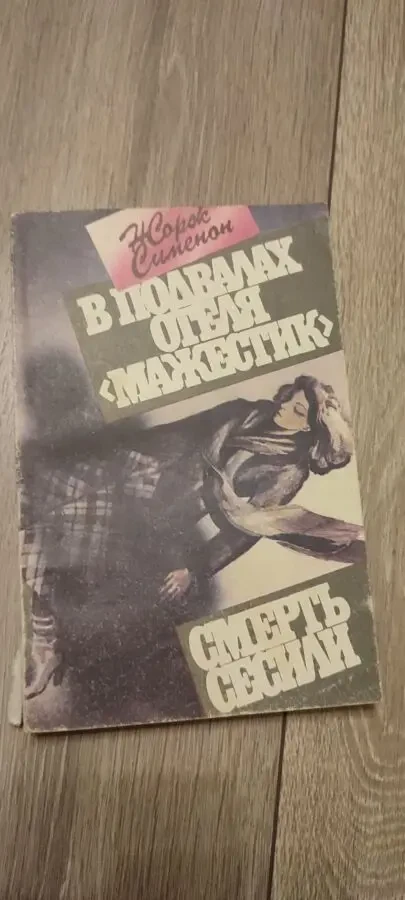 Жорж
Сименон
В ПОДВАЛАХ
ОТЕЛЯ
<МАЖЕСТИК>
СМЕРТЬ
СЕСИЛИ